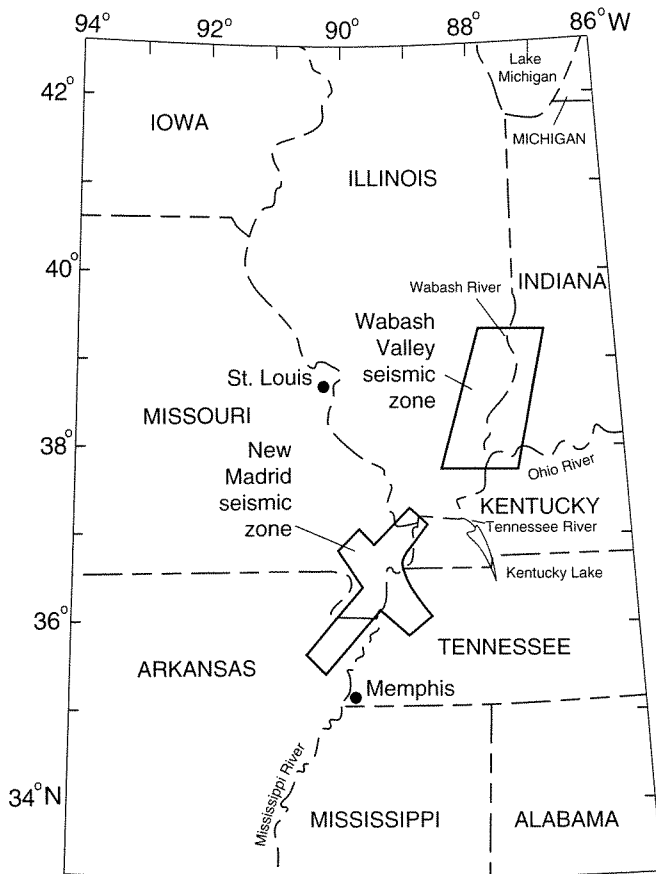 94° 92° 90° 88° 86°W
42°
Lake
Michigan
IOWA
MICHIGAN
ILLINOIS
40°
INDIANA
Wabash River
Wabash
Valley
seismic
zone
St. Louis
MISSOURI
38°
New
Madrid
seismic
zone
Ohio River
KENTUCKY
Tennessee River
Kentucky Lake
36°
TENNESSEE
ARKANSAS
Memphis
34°N
Mississippi River
MISSISSIPPI
ALABAMA